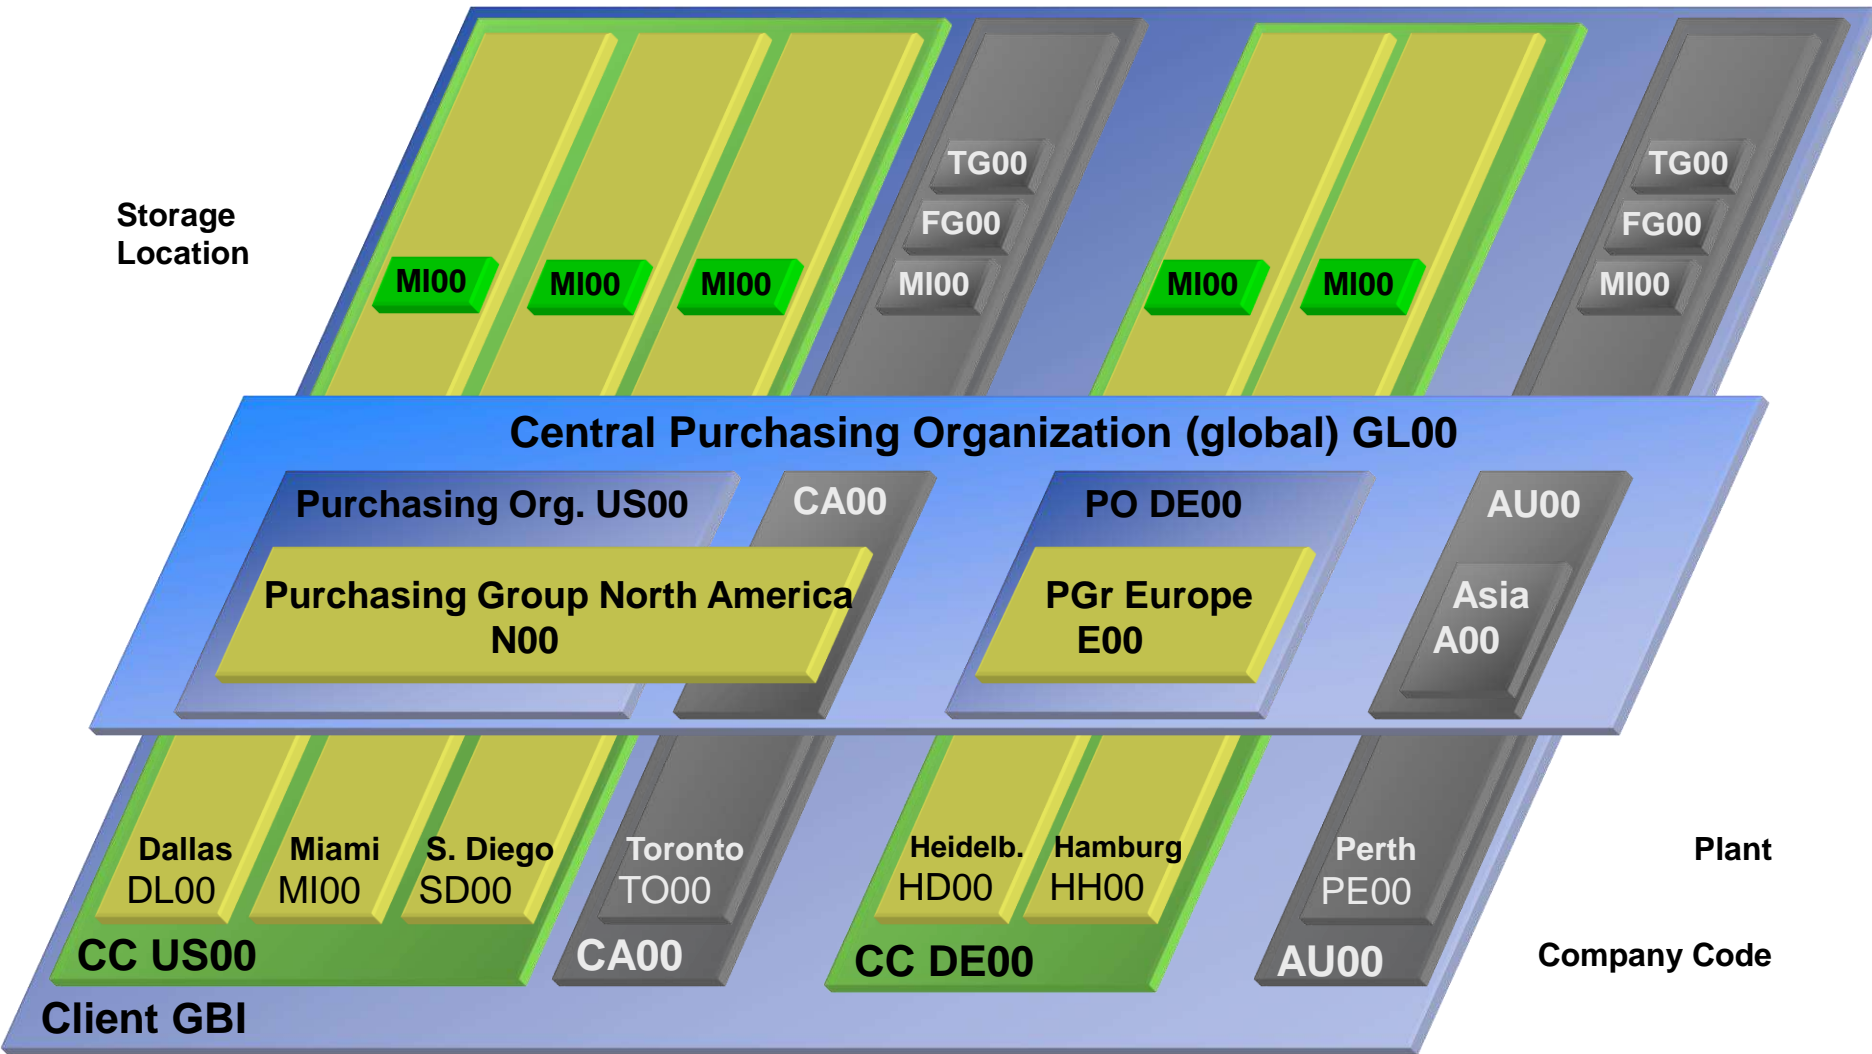 TG00
TG00
Storage
Location
FG00
FG00
MI00
MI00
MI00
MI00
MI00
MI00
MI00
Central Purchasing Organization (global) GL00
Purchasing Org. US00
CA00
PO DE00
AU00
Purchasing Group North America
N00
PGr Europe
E00
Asia
A00
Dallas
DL00
Miami
MI00
S. Diego
SD00
Toronto
TO00
Heidelb.
HD00
Hamburg
HH00
Perth
PE00
Plant
CC US00
CA00
CC DE00
AU00
Company Code
Client GBI